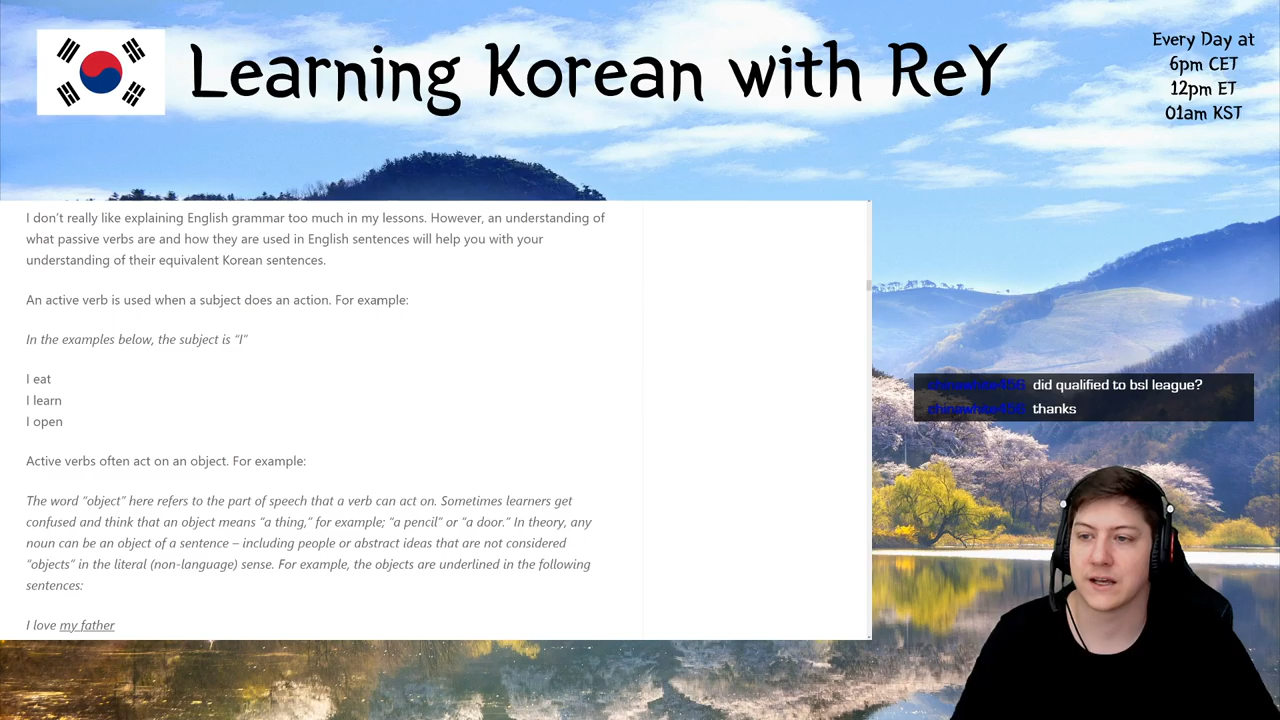 Learning Korean with ReY
Every Day at
6pm CET
12pm ET
01am KST
I don't really like explaining English grammar too much in my lessons. However, an understanding of
what passive verbs are and how they are used in English sentences will help you with your
understanding of their equivalent Korean sentences.
An active verb is used when a subject does an action. For example:
In the examples below, the subject is “I”
I eat
I learn
I open
Active verbs often act on an object. For example:
The word “object” here refers to the part of speech that a verb can act on. Sometimes learners get
confused and think that an object means “a thing,” for example; “a pencil” or “a door.” In theory, any
noun can be an object of a sentence – including people or abstract ideas that are not considered
“objects” in the literal (non-language) sense. For example, the objects are underlined in the following
sentences:
I love my father
did qualified to bsl league?
thanks